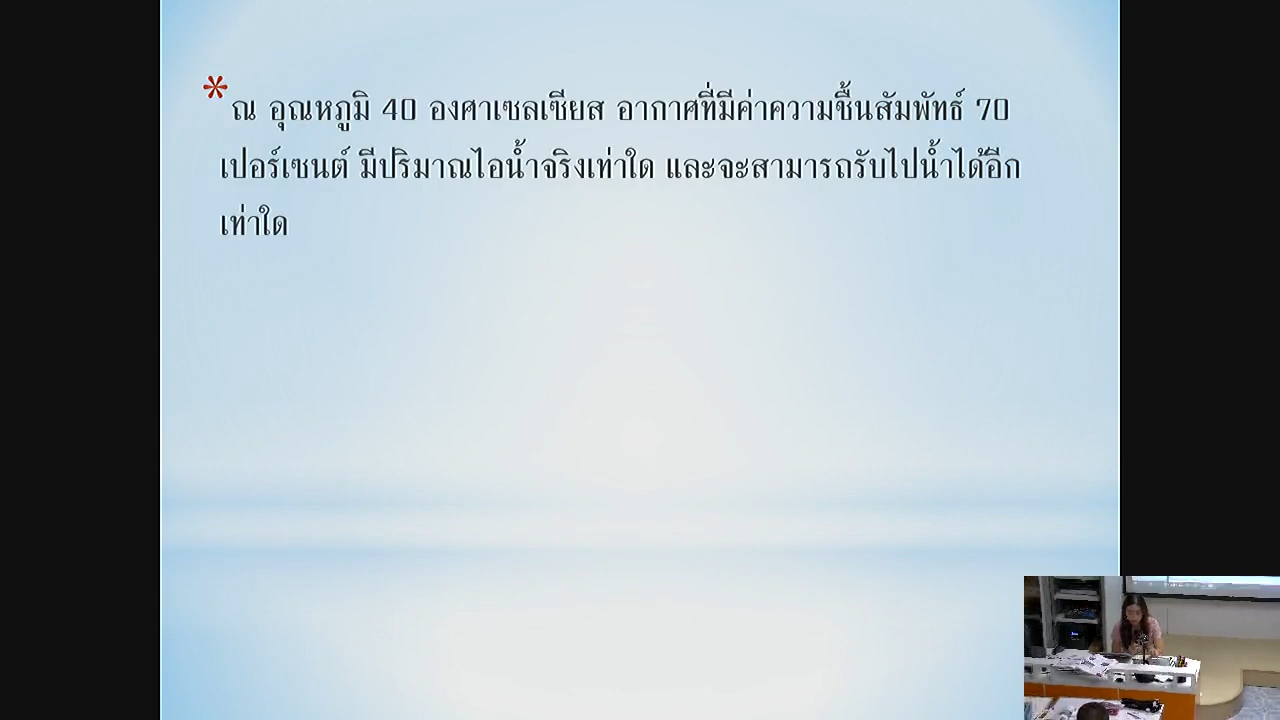 * ณ อุณหภูมิ 40 องศาเซลเซียส อากาศที่มีค่าความชื้นสัมพัทธ์ 70
เปอร์เซนต์ มีปริมาณไอน้ำจริงเท่าใด และจะสามารถรับไปน้ำได้อีก
เท่าใด